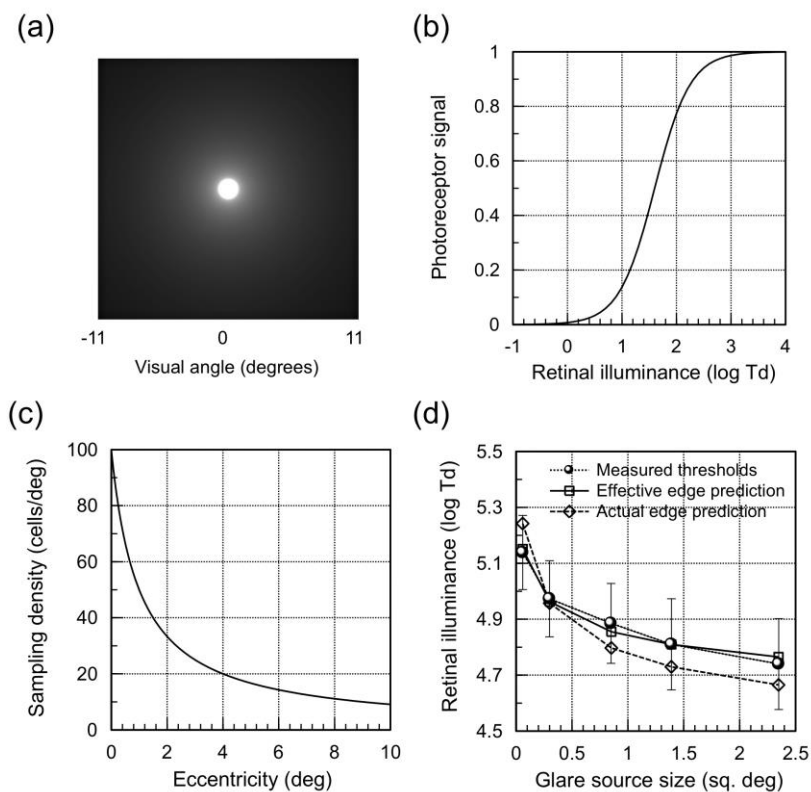 (a)
-11
0
11
Visual angle (degrees)
(b)
1
0.8
0.6
0.4
0.2
0
-1
0
1
2
3
4
Photoreceptor signal
Retinal illuminance (log Td)
(c)
100
80
60
40
20
0
0
2
4
6
8
10
Sampling density (cells/deg)
Eccentricity (deg)
(d)
5.5
5.3
5.1
4.9
4.7
4.5
0
0.5
1
1.5
2
2.5
Measured thresholds
Effective edge prediction
Actual edge prediction
Retinal illuminance (log Td)
Glare source size (sq. deg)